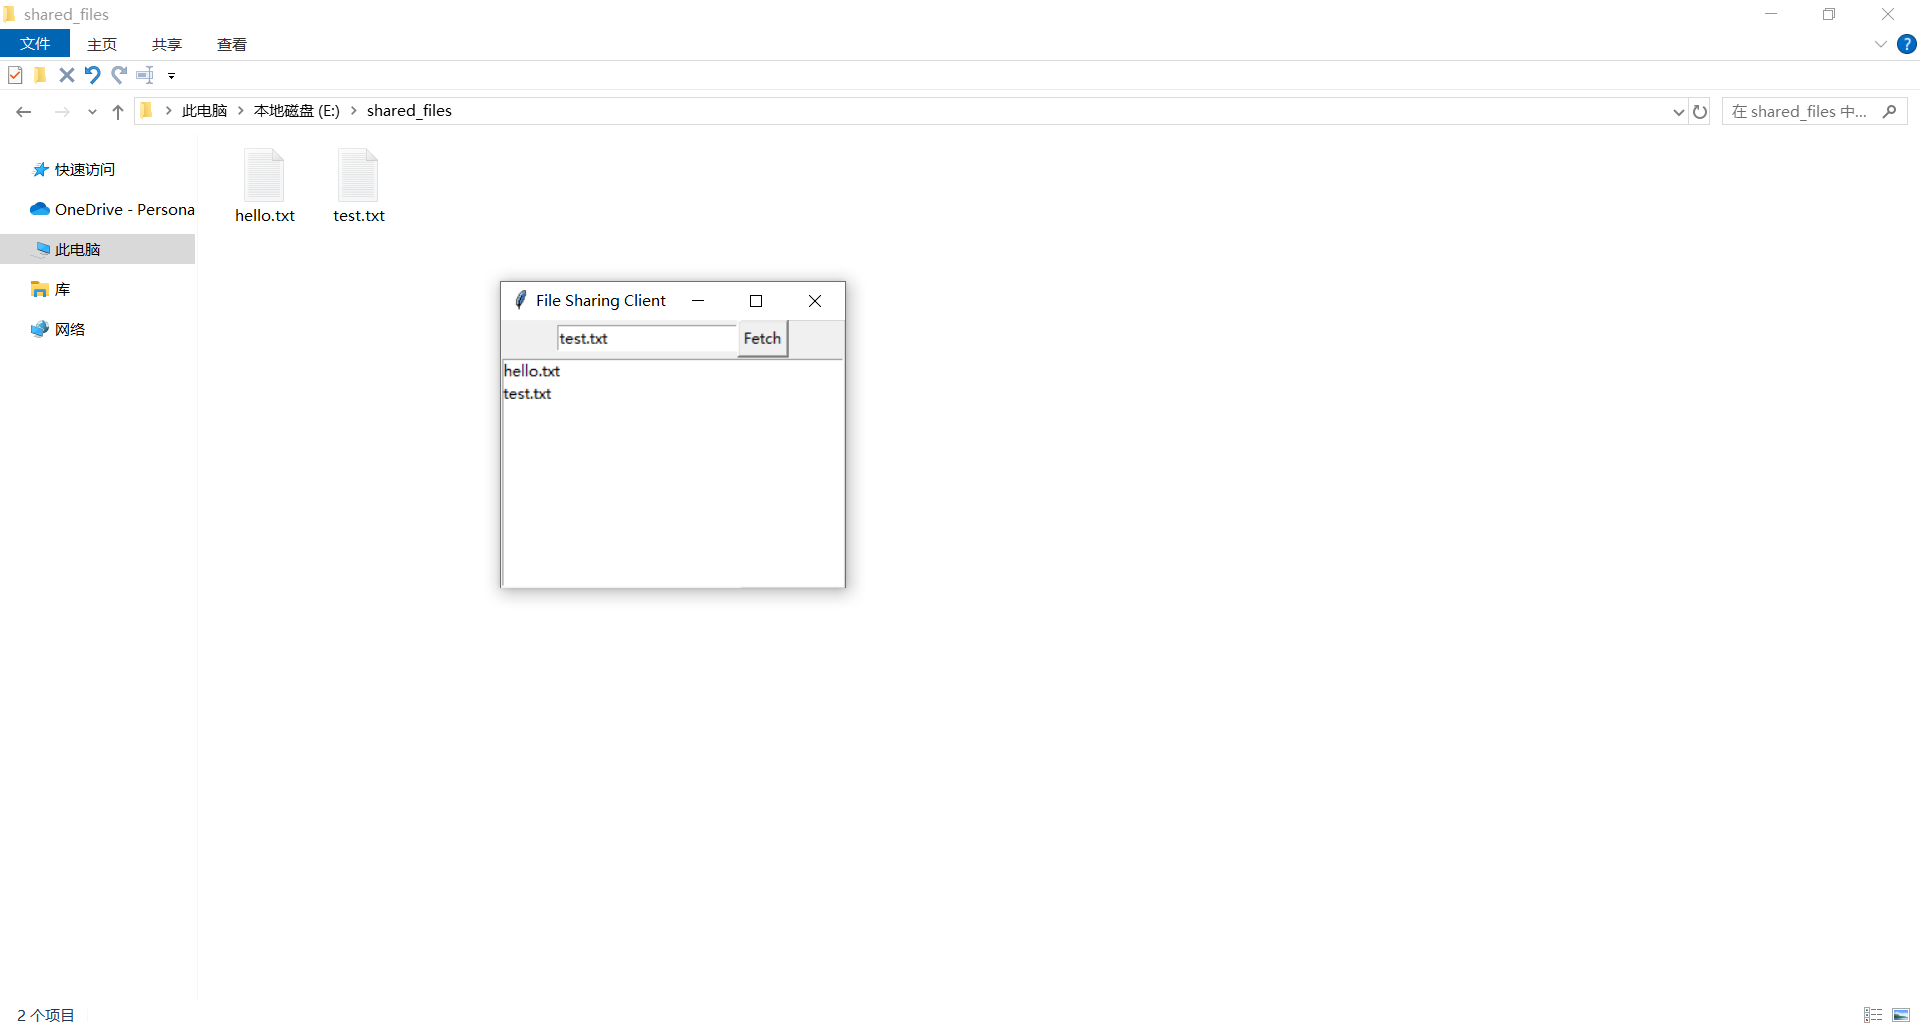 shared_files
文件 主页 共享 查看
此电脑 本地磁盘 (E:) shared_files
在 shared_files 中...
快速访问
OneDrive - Persona
此电脑
库
网络
hello.txt test.txt
File Sharing Client
test.txt Fetch
hello.txt
test.txt
2 个项目